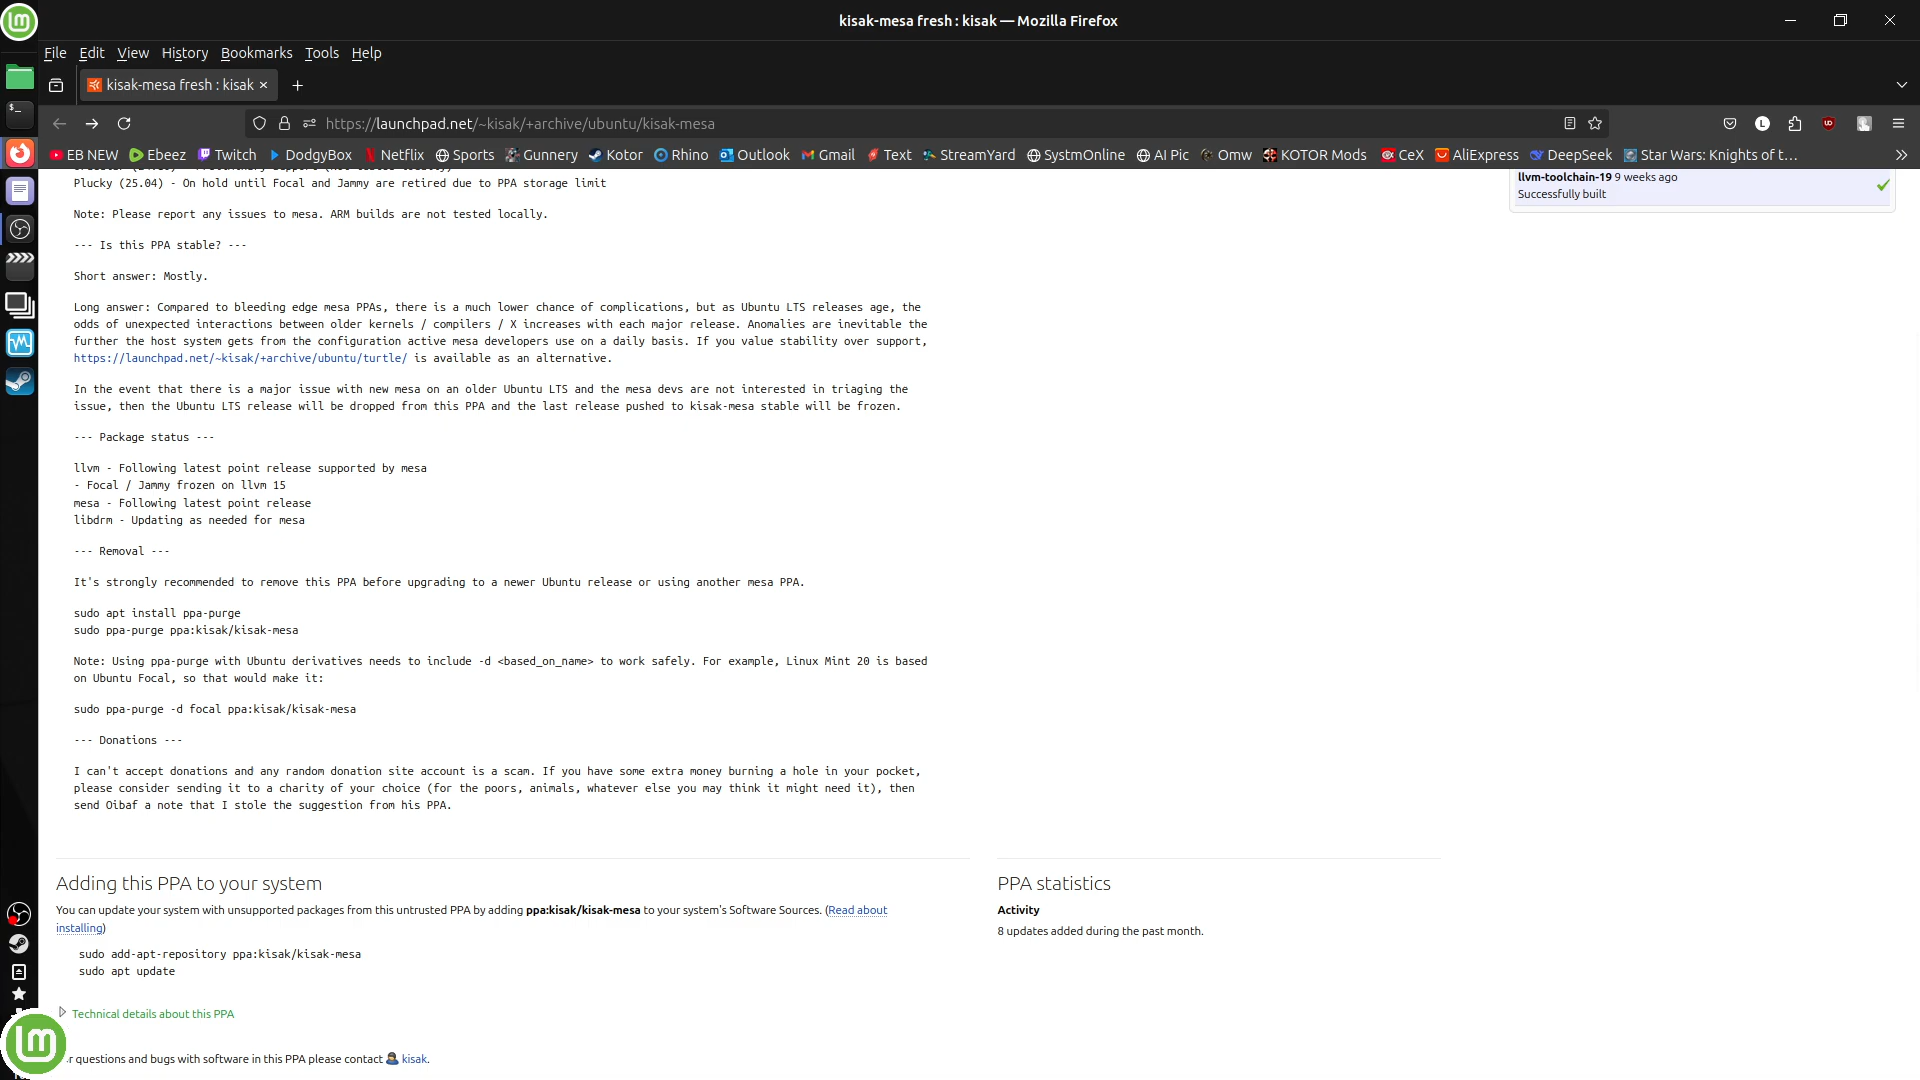 kisak-mesa fresh : kisak — Mozilla Firefox
File Edit View History Bookmarks Tools Help
kisak-mesa fresh : kisak
https://launchpad.net/~kisak/+archive/ubuntu/kisak-mesa
EB NEW Ebeez Twitch DodgyBox Netflix Sports Gunnery Kotor Rhino Outlook Gmail Text StreamYard SystmOnline AI Pic Omw KOTOR Mods CeX AliExpress DeepSeek Star Wars: Knights of t…
llvm-toolchain-19 9 weeks ago
Successfully built
Plucky (25.04) - On hold until Focal and Jammy are retired due to PPA storage limit
Note: Please report any issues to mesa. ARM builds are not tested locally.
--- Is this PPA stable? ---
Short answer: Mostly.
Long answer: Compared to bleeding edge mesa PPAs, there is a much lower chance of complications, but as Ubuntu LTS releases age, the
odds of unexpected interactions between older kernels / compilers / X increases with each major release. Anomalies are inevitable the
further the host system gets from the configuration active mesa developers use on a daily basis. If you value stability over support,
https://launchpad.net/~kisak/+archive/ubuntu/turtle/ is available as an alternative.
In the event that there is a major issue with new mesa on an older Ubuntu LTS and the mesa devs are not interested in triaging the
issue, then the Ubuntu LTS release will be dropped from this PPA and the last release pushed to kisak-mesa stable will be frozen.
--- Package status ---
llvm - Following latest point release supported by mesa
- Focal / Jammy frozen on llvm 15
mesa - Following latest point release
libdrm - Updating as needed for mesa
--- Removal ---
It's strongly recommended to remove this PPA before upgrading to a newer Ubuntu release or using another mesa PPA.
sudo apt install ppa-purge
sudo ppa-purge ppa:kisak/kisak-mesa
Note: Using ppa-purge with Ubuntu derivatives needs to include -d <based_on_name> to work safely. For example, Linux Mint 20 is based
on Ubuntu Focal, so that would make it:
sudo ppa-purge -d focal ppa:kisak/kisak-mesa
--- Donations ---
I can't accept donations and any random donation site account is a scam. If you have some extra money burning a hole in your pocket,
please consider sending it to a charity of your choice (for the poors, animals, whatever else you may think it might need it), then
send Oibaf a note that I stole the suggestion from his PPA.
Adding this PPA to your system
You can update your system with unsupported packages from this untrusted PPA by adding ppa:kisak/kisak-mesa to your system's Software Sources. (Read about
installing)
sudo add-apt-repository ppa:kisak/kisak-mesa
sudo apt update
Technical details about this PPA
r questions and bugs with software in this PPA please contact kisak.
PPA statistics
Activity
8 updates added during the past month.